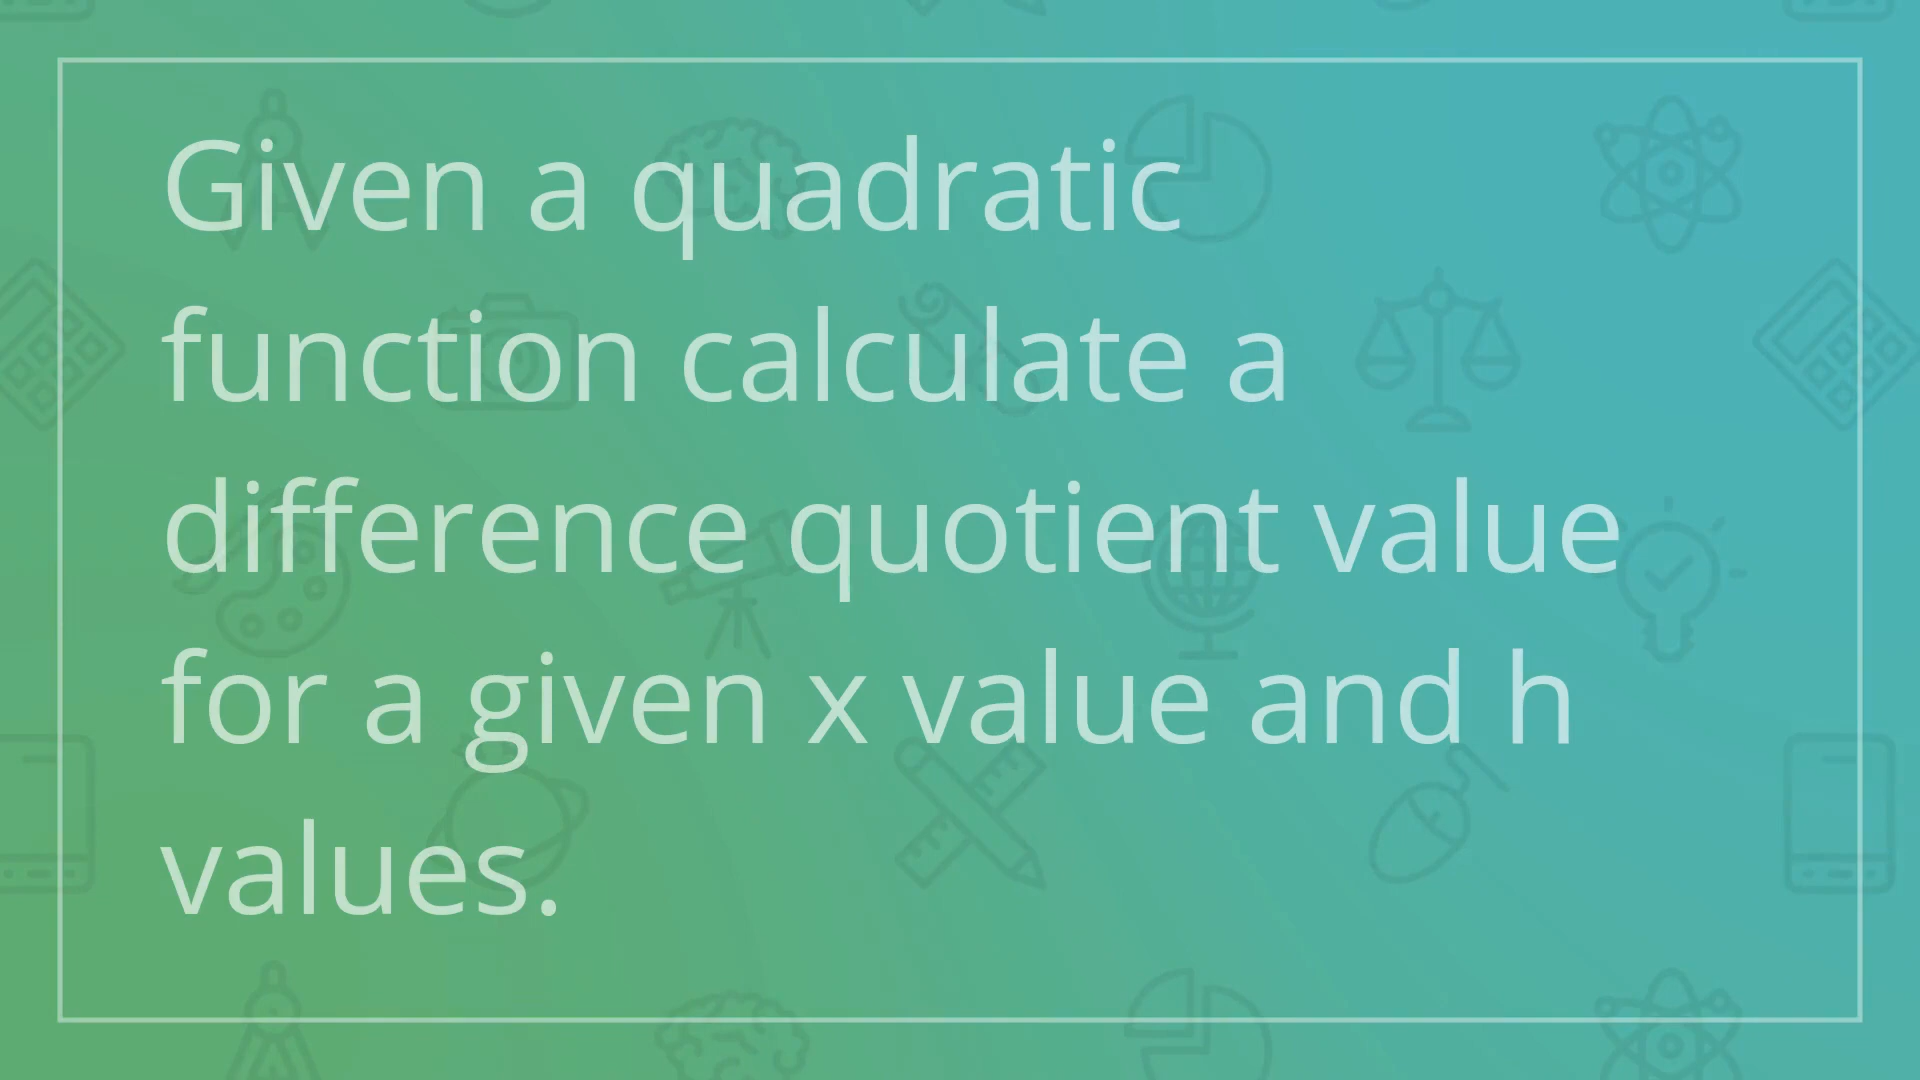 Given a quadratic
function calculate a
difference quotient value
for a given x value and h
values.